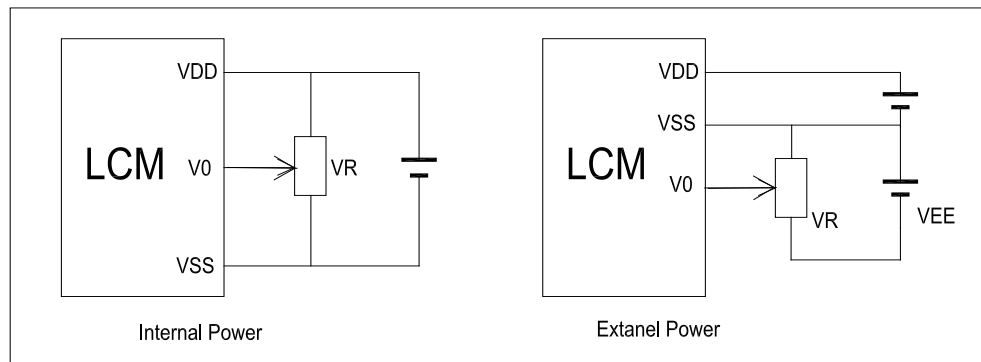 VDD
LCM
V0
VR
VSS
Internal Power
VDD
VSS
LCM
V0
VR
VEE
Extanel Power